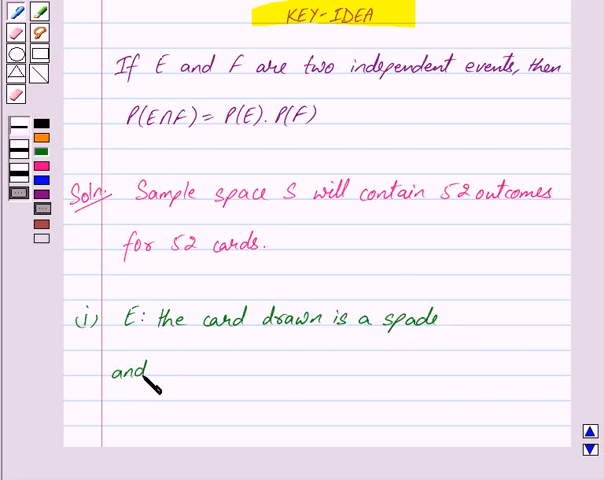 KEY-IDEA
If E and F are two independent events, then
P(E∩F) = P(E). P(F)
Soln. Sample space S will contain 52 outcomes
for 52 cards.
(i) E: the card drawn is a spade
and